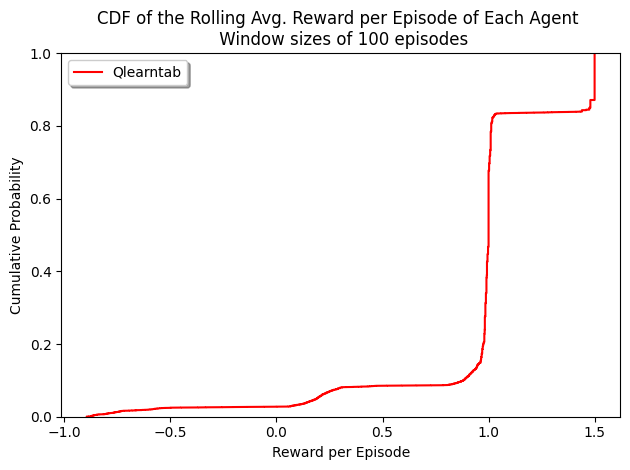 CDF of the Rolling Avg. Reward per Episode of Each Agent
Window sizes of 100 episodes
Qlearntab
Cumulative Probability
1.0
0.8
0.6
0.4
0.2
0.0
−1.0 −0.5 0.0 0.5 1.0 1.5
Reward per Episode